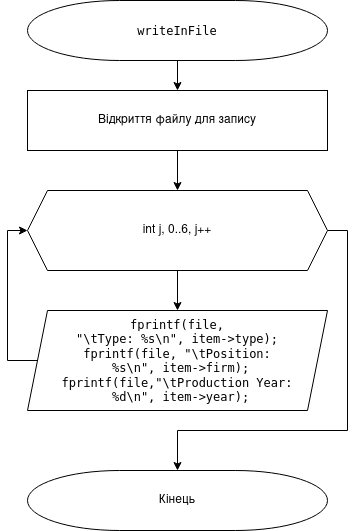 writeInFile
Відкриття файлу для запису
int j, 0..6, j++
fprintf(file,
"\tType: %s\n", item->type);
fprintf(file, "\tPosition:
%s\n", item->firm);
fprintf(file,"\tProduction Year:
%d\n", item->year);
Кінець